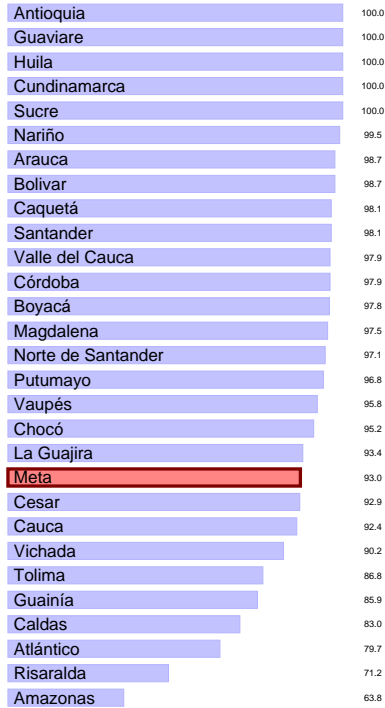 Antioquia 100.0
Guaviare 100.0
Huila 100.0
Cundinamarca 100.0
Sucre 100.0
Nariño 99.5
Arauca 98.7
Bolivar 98.7
Caquetá 98.1
Santander 98.1
Valle del Cauca 97.9
Córdoba 97.9
Boyacá 97.8
Magdalena 97.5
Norte de Santander 97.1
Putumayo 96.8
Vaupés 95.8
Chocó 95.2
La Guajira 93.4
Meta 93.0
Cesar 92.9
Cauca 92.4
Vichada 90.2
Tolima 86.8
Guainía 85.9
Caldas 83.0
Atlántico 79.7
Risaralda 71.2
Amazonas 63.8